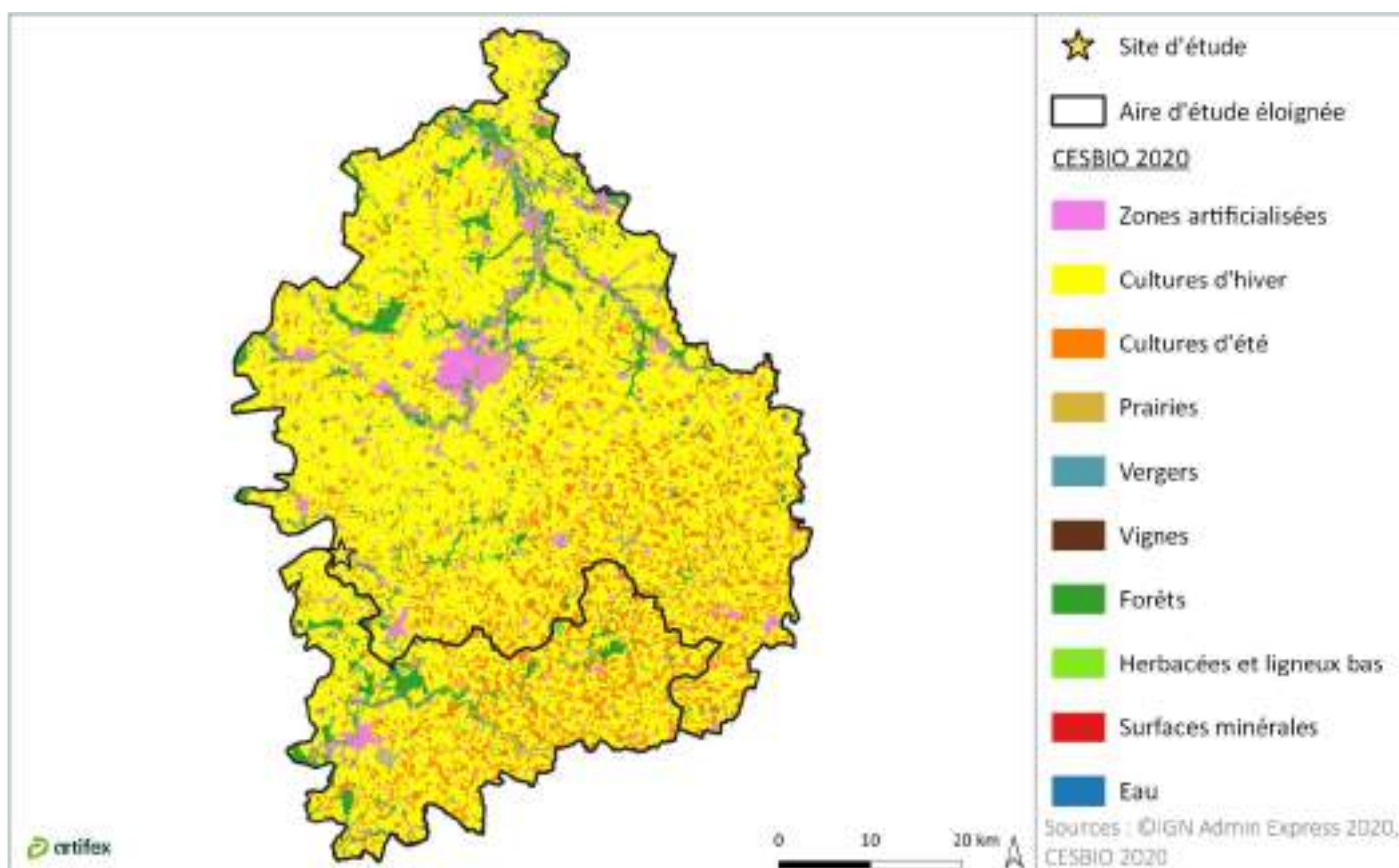 Site d'étude
Aire d'étude éloignée
CESBIO 2020
Zones artificialisées
Cultures d'hiver
Cultures d'été
Prairies
Vergers
Vignes
Forêts
Herbacées et ligneux bas
Surfaces minérales
Eau
Sources : ©IGN Admin Express 2020,
CESBIO 2020
0 10 20 km
artifex